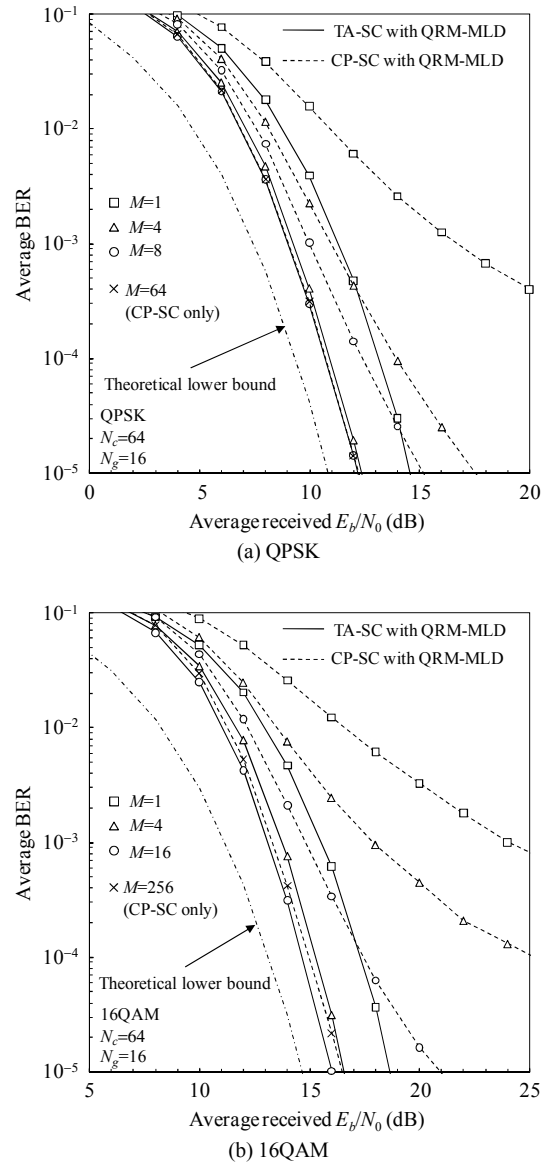 10⁻¹
10⁻²
10⁻³
10⁻⁴
10⁻⁵
Average BER
TA-SC with QRM-MLD
CP-SC with QRM-MLD
M=1
M=4
M=8
M=64
(CP-SC only)
Theoretical lower bound
QPSK
N_c=64
N_g=16
0 5 10 15 20
Average received E_b/N_0 (dB)
(a) QPSK
10⁻¹
10⁻²
10⁻³
10⁻⁴
10⁻⁵
Average BER
TA-SC with QRM-MLD
CP-SC with QRM-MLD
M=1
M=4
M=16
M=256
(CP-SC only)
Theoretical lower bound
16QAM
N_c=64
N_g=16
5 10 15 20 25
Average received E_b/N_0 (dB)
(b) 16QAM